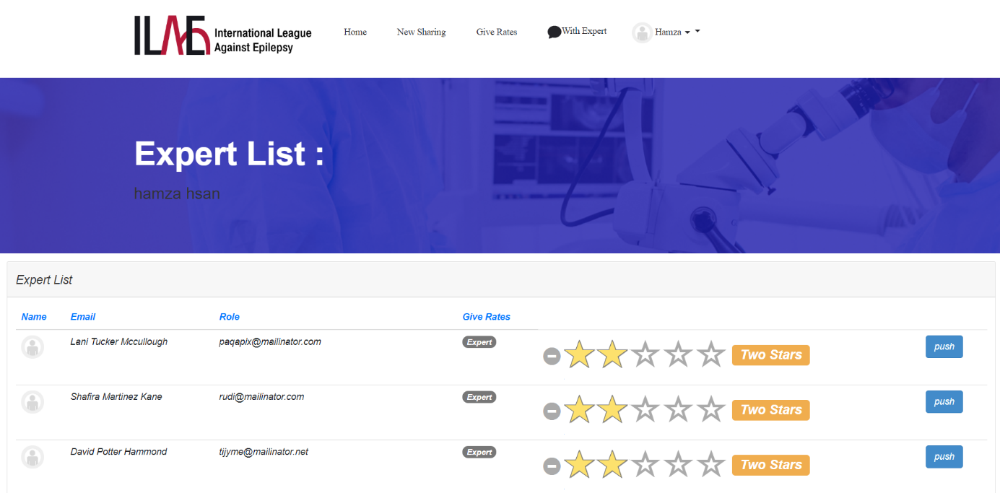 ILAE
International League
Against Epilepsy
Home
New Sharing
Give Rates
With Expert
Hamza
Expert List :
hamza hsan
Expert List
Name Email Role Give Rates
Lani Tucker Mccullough paqapix@mailinator.com Expert Two Stars push
Shafira Martinez Kane rudi@mailinator.com Expert Two Stars push
David Potter Hammond tijyme@mailinator.net Expert Two Stars push